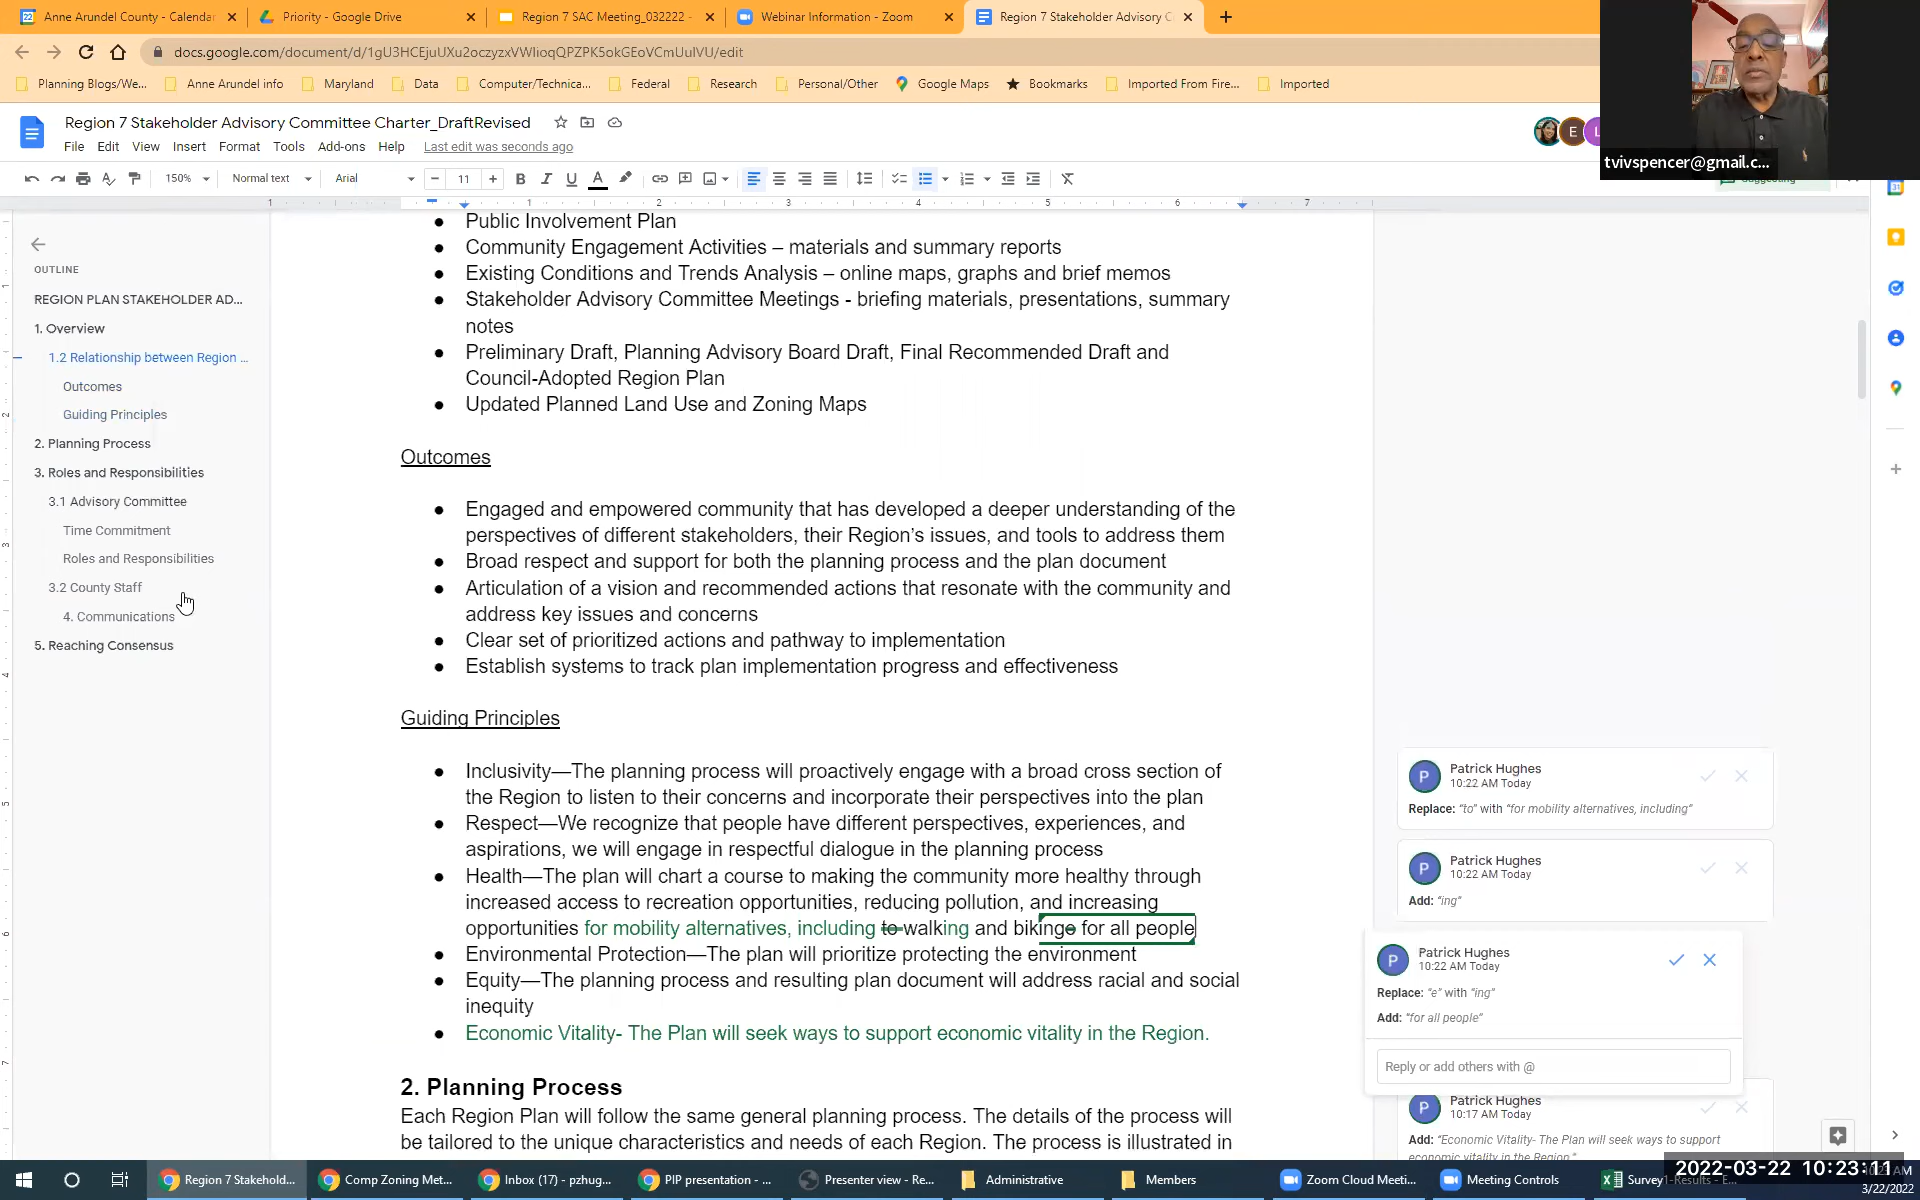 Anne Arundel County - Calenda
Priority - Google Drive
Region 7 SAC Meeting_032222 -
Webinar Information - Zoom
Region 7 Stakeholder Advisory C
docs.google.com/document/d/1gU3HCEjuUXu2oczyzxVWIioqQPZPK5okGEoVCmUulVU/edit
Planning Blogs/We...
Anne Arundel info
Maryland
Data
Computer/Technica...
Federal
Research
Personal/Other
Google Maps
Bookmarks
Imported From Fire...
Imported
Region 7 Stakeholder Advisory Committee Charter_DraftRevised
File Edit View Insert Format Tools Add-ons Help Last edit was seconds ago
E
L
tvivspencer@gmail.c...
150% Normal text Arial 11
1 1 2 3 4 5 6 7
OUTLINE
REGION PLAN STAKEHOLDER AD...
1. Overview
1.2 Relationship between Region ...
Outcomes
Guiding Principles
2. Planning Process
3. Roles and Responsibilities
3.1 Advisory Committee
Time Commitment
Roles and Responsibilities
3.2 County Staff
4. Communications
5. Reaching Consensus
● Public Involvement Plan
● Community Engagement Activities – materials and summary reports
● Existing Conditions and Trends Analysis – online maps, graphs and brief memos
● Stakeholder Advisory Committee Meetings - briefing materials, presentations, summary
notes
● Preliminary Draft, Planning Advisory Board Draft, Final Recommended Draft and
Council-Adopted Region Plan
● Updated Planned Land Use and Zoning Maps
Outcomes
● Engaged and empowered community that has developed a deeper understanding of the
perspectives of different stakeholders, their Region's issues, and tools to address them
● Broad respect and support for both the planning process and the plan document
● Articulation of a vision and recommended actions that resonate with the community and
address key issues and concerns
● Clear set of prioritized actions and pathway to implementation
● Establish systems to track plan implementation progress and effectiveness
Guiding Principles
● Inclusivity—The planning process will proactively engage with a broad cross section of
the Region to listen to their concerns and incorporate their perspectives into the plan
● Respect—We recognize that people have different perspectives, experiences, and
aspirations, we will engage in respectful dialogue in the planning process
● Health—The plan will chart a course to making the community more healthy through
increased access to recreation opportunities, reducing pollution, and increasing
opportunities for mobility alternatives, including to walking and bikinge for all people
● Environmental Protection—The plan will prioritize protecting the environment
● Equity—The planning process and resulting plan document will address racial and social
inequity
● Economic Vitality- The Plan will seek ways to support economic vitality in the Region.
2. Planning Process
Each Region Plan will follow the same general planning process. The details of the process will
be tailored to the unique characteristics and needs of each Region. The process is illustrated in
P
Patrick Hughes
10:22 AM Today
Replace: "to" with "for mobility alternatives, including"
P
Patrick Hughes
10:22 AM Today
Add: "ing"
P
Patrick Hughes
10:22 AM Today
Replace: "e" with "ing"
Add: "for all people"
Reply or add others with @
P
Patrick Hughes
10:17 AM Today
Add: "Economic Vitality- The Plan will seek ways to support
economic vitality in the Region."
Region 7 Stakehold...
Comp Zoning Met...
Inbox (17) - pzhug...
PIP presentation - ...
Presenter view - Re...
Administrative
Members
Zoom Cloud Meeti...
Meeting Controls
2022-03-22 10:23:11
3/22/2022